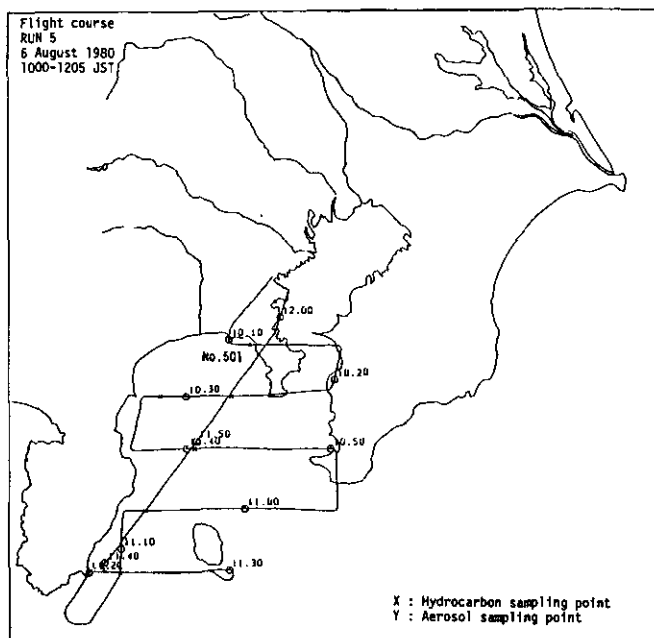 Flight course
RUN 5
6 August 1980
1000-1205 JST
12.00
10.10
No.501
10.20
10.30
11.50
10.40
10.50
11.00
11.10
11.40
11.30
X : Hydrocarbon sampling point
Y : Aerosol sampling point